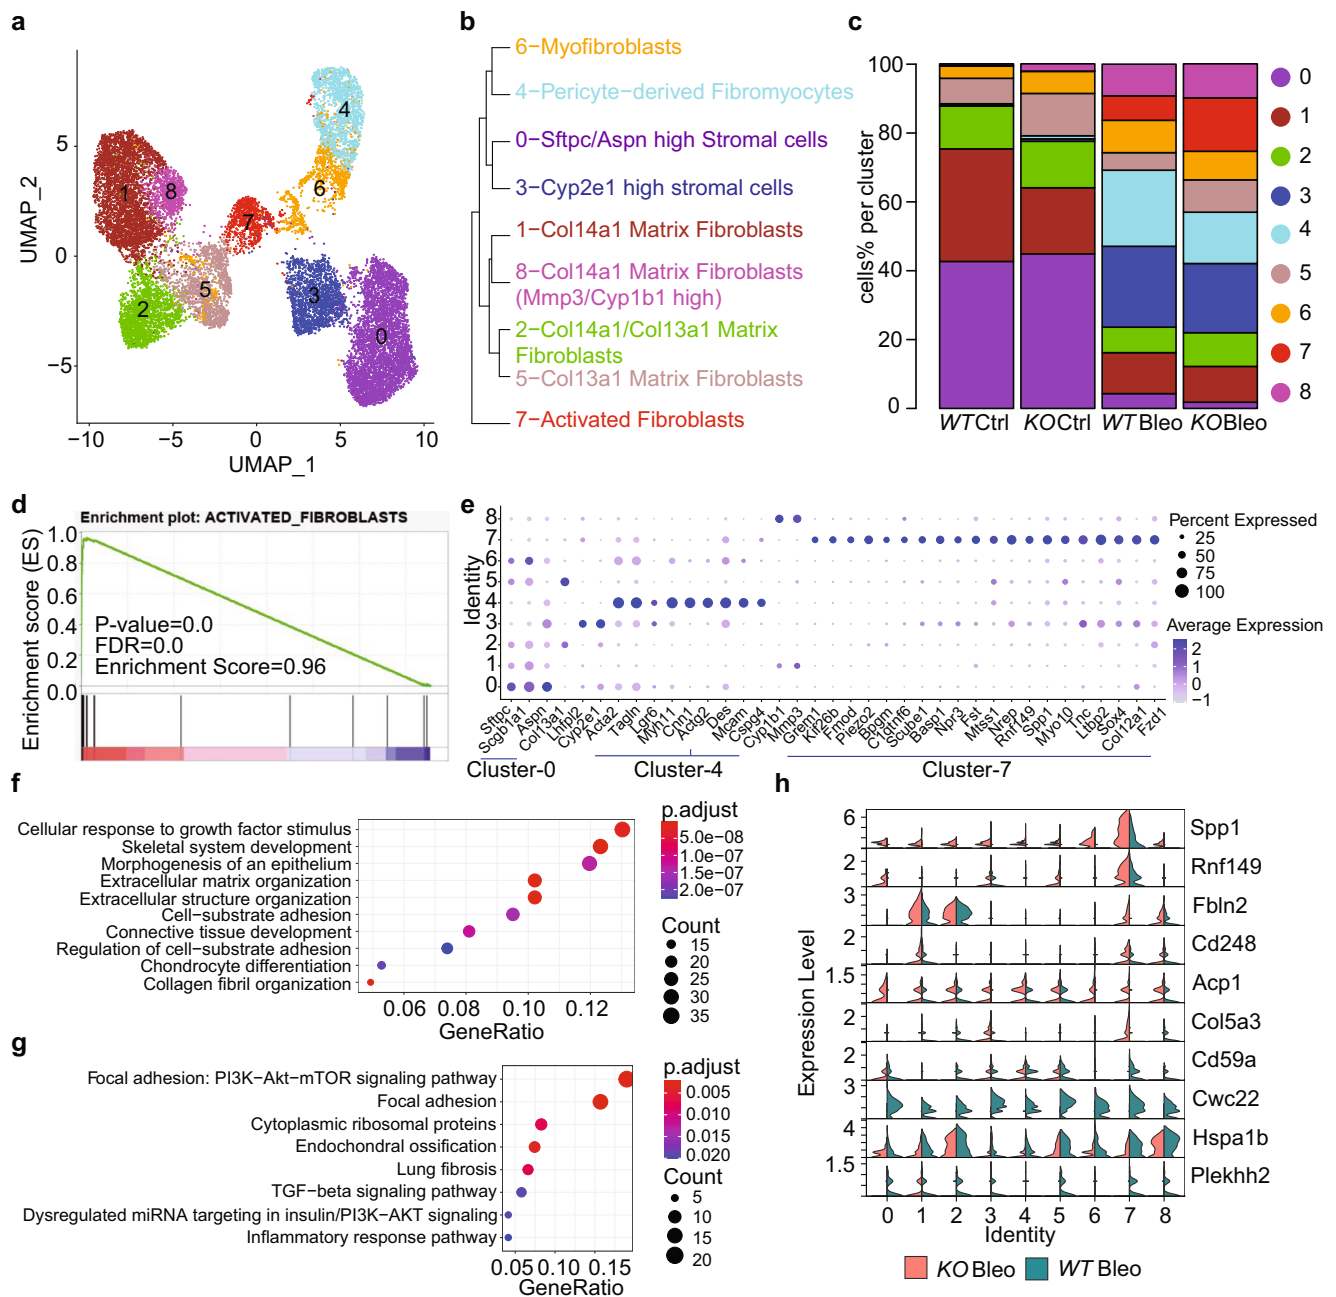 a
5
0
−5
UMAP_2
−10
−5
0
5
10
UMAP_1
1
8
2
5
7
6
4
3
0
b
6−Myofibroblasts
4−Pericyte−derived Fibromyocytes
0−Sftpc/Aspn high Stromal cells
3−Cyp2e1 high stromal cells
1−Col14a1 Matrix Fibroblasts
8−Col14a1 Matrix Fibroblasts
(Mmp3/Cyp1b1 high)
2−Col14a1/Col13a1 Matrix
Fibroblasts
5−Col13a1 Matrix Fibroblasts
7−Activated Fibroblasts
c
cells% per cluster
100
80
60
40
20
0
WT Ctrl
KO Ctrl
WT Bleo
KO Bleo
0
1
2
3
4
5
6
7
8
d
Enrichment plot: ACTIVATED_FIBROBLASTS
Enrichment score (ES)
1.0
0.8
0.6
0.4
0.2
0.0
P-value=0.0
FDR=0.0
Enrichment Score=0.96
e
Identity
8
7
6
5
4
3
2
1
0
Sftpc
Scgb1a1
Aspn
Col13a1
Lhfpl2
Cyp2e1
Acta2
Tagln
Lgr6
Myh11
Cnn1
Actg2
Des
Mcam
Cspg4
Cyp1b1
Mmp3
Grem1
Kif26b
Fmod
Piezo2
Bpgm
C1qtnf6
Scube1
Basp1
Npr3
Fst
Mtss1
Nrep
Rnf149
Spp1
Myo10
Tnc
Ltbp2
Sox4
Col12a1
Fzd1
Cluster-0
Cluster-4
Cluster-7
Percent Expressed
25
50
75
100
Average Expression
2
1
0
−1
f
Cellular response to growth factor stimulus
Skeletal system development
Morphogenesis of an epithelium
Extracellular matrix organization
Extracellular structure organization
Cell−substrate adhesion
Connective tissue development
Regulation of cell−substrate adhesion
Chondrocyte differentiation
Collagen fibril organization
0.06
0.08
0.10
0.12
GeneRatio
p.adjust
5.0e−08
1.0e−07
1.5e−07
2.0e−07
Count
15
20
25
30
35
g
Focal adhesion: PI3K−Akt−mTOR signaling pathway
Focal adhesion
Cytoplasmic ribosomal proteins
Endochondral ossification
Lung fibrosis
TGF−beta signaling pathway
Dysregulated miRNA targeting in insulin/PI3K−AKT signaling
Inflammatory response pathway
0.05 0.10 0.15
GeneRatio
p.adjust
0.005
0.010
0.015
0.020
Count
5
10
15
20
h
Expression Level
6
Spp1
2
Rnf149
3
Fbln2
2
Cd248
1.5
Acp1
2
Col5a3
2
Cd59a
3
Cwc22
4
Hspa1b
1.5
Plekhh2
0 1 2 3 4 5 6 7 8
Identity
KO Bleo
WT Bleo